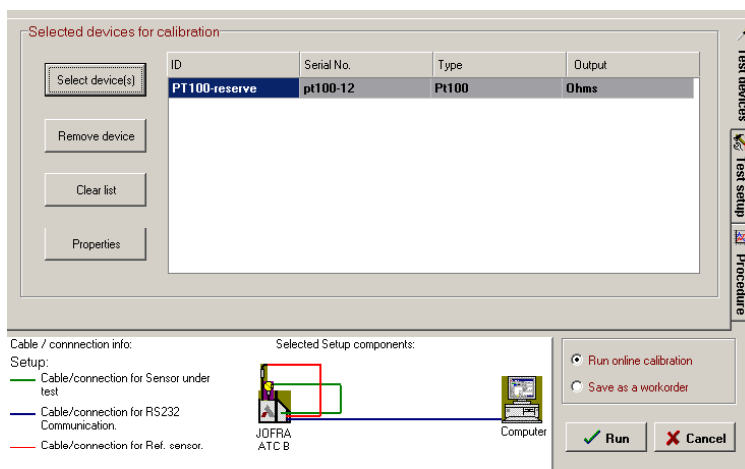 Selected devices for calibration
ID Serial No. Type Output
Select device(s)
PT100-reserve pt100-12 Pt100 Ohms
Remove device
Clear list
Properties
Test devices
Test setup
Procedure
Cable / connnection info:
Selected Setup components:
Setup:
Cable/connection for Sensor under
test
Cable/connection for RS232
Communication.
Cable/connection for Ref. sensor.
JOFRA
ATC B
Computer
Run online calibration
Save as a workorder
Run
Cancel